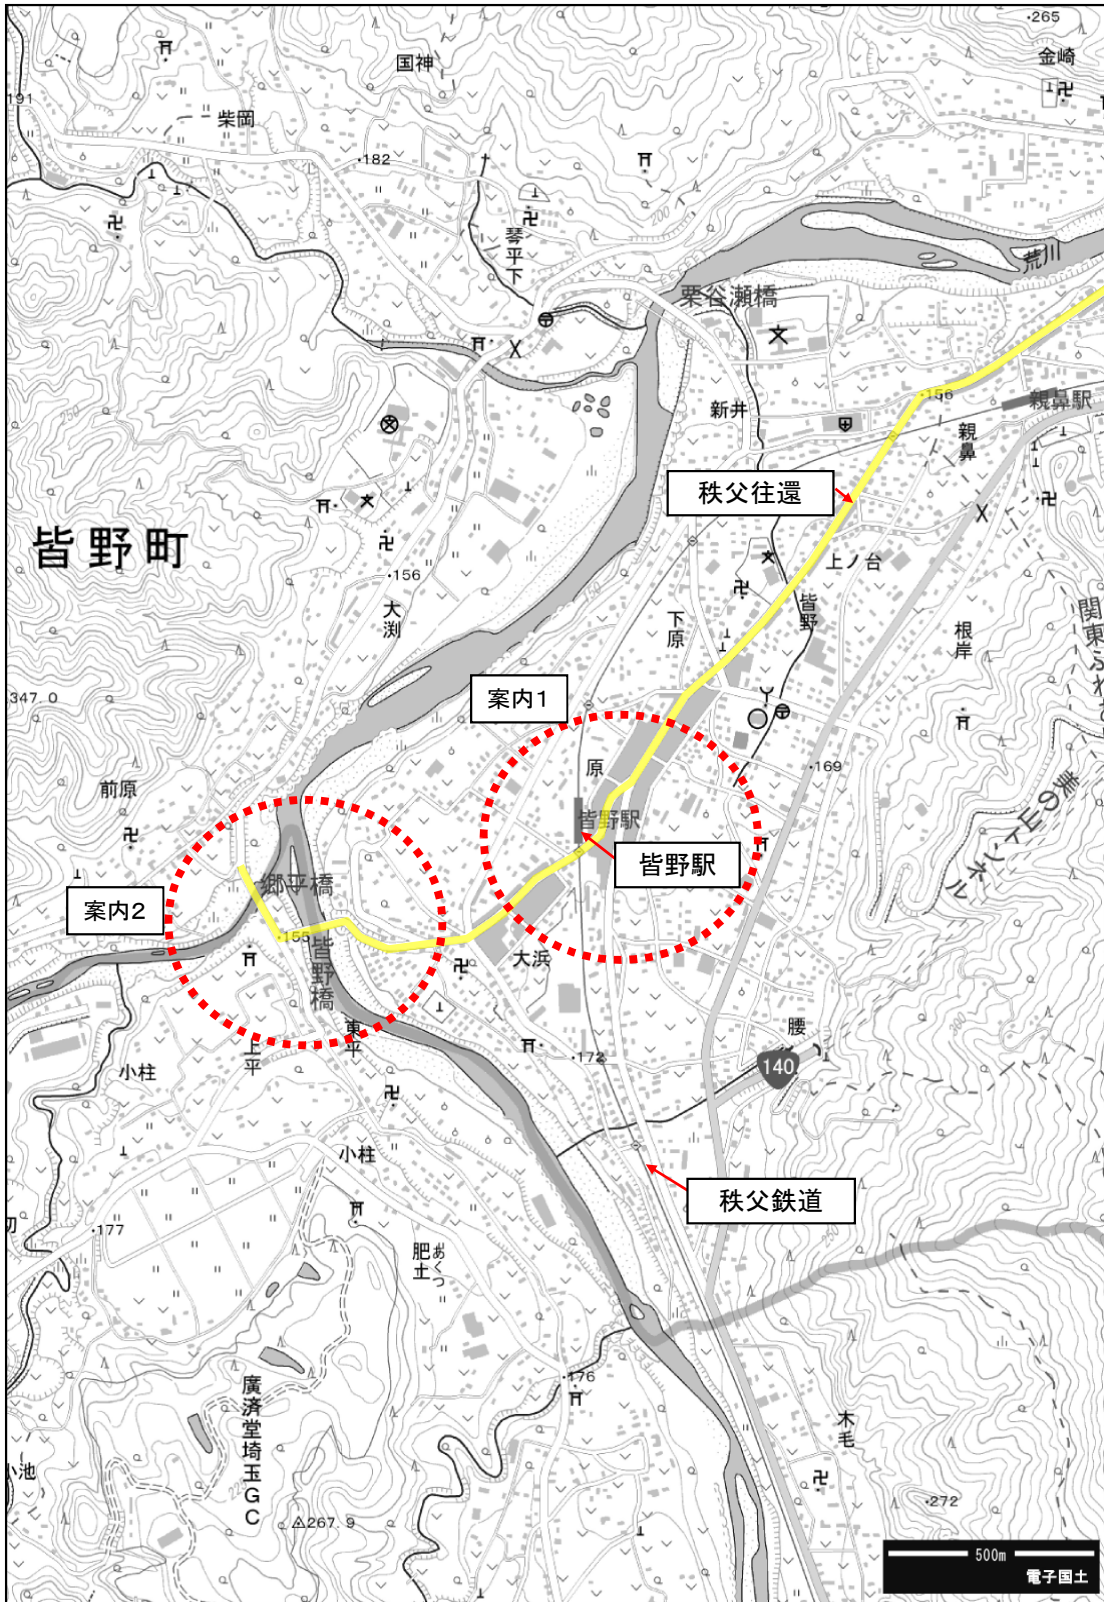 265
国神
金崎
191
柴岡
182
200
琴平下
荒川
栗谷瀬橋
156
親鼻駅
新井
親鼻
250
秩父往還
皆野町
上ノ台
156
大渕
皆野
下原
根岸
関東ふれ
347.0
案内1
原
169
前原
皆野駅
美の山トンネル
皆野駅
郷平橋
案内2
155
皆野橋
大浜
東平
腰
172
上平
140
小柱
小柱
秩父鉄道
177
肥土
あくつ
176
廣済堂埼玉GC
木毛
小池
272
267.9
500m
電子国土